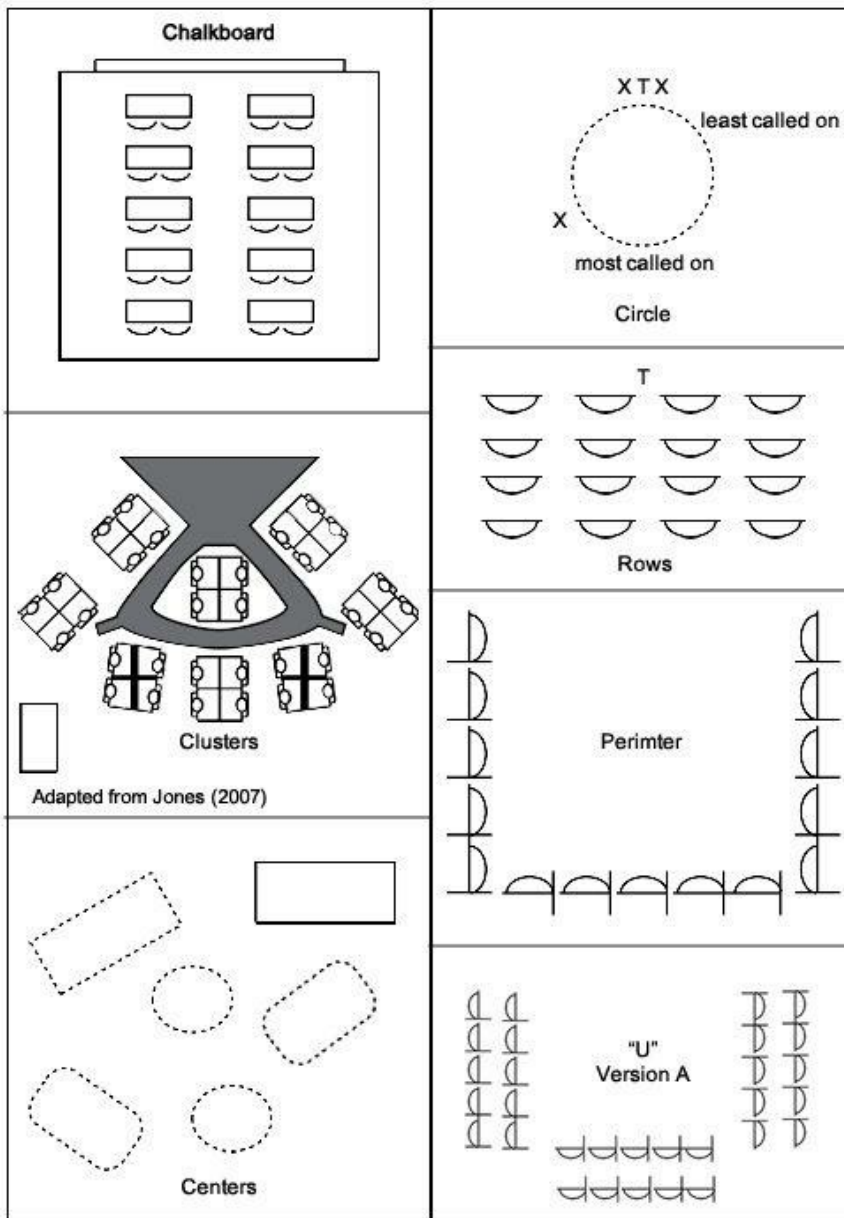 Chalkboard
Clusters
Adapted from Jones (2007)
Centers
X T X
least called on
X
most called on
Circle
T
Rows
Perimter
“U”
Version A